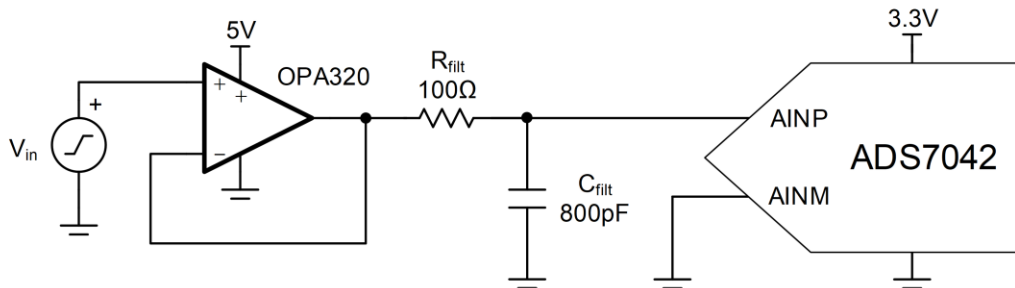 5V
3.3V
OPA320
R_filt
100Ω
V_in
+
+
+
−
AINP
ADS7042
AINM
C_filt
800pF